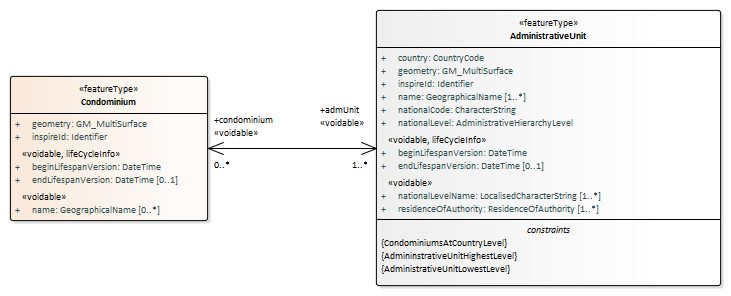 «featureType»
Condominium
+ geometry: GM_MultiSurface
+ inspireId: Identifier
«voidable, lifeCycleInfo»
+ beginLifespanVersion: DateTime
+ endLifespanVersion: DateTime [0..1]
«voidable»
+ name: GeographicalName [0..*]
+condominium
«voidable»
0..*
+admUnit
«voidable»
1..*
«featureType»
AdministrativeUnit
+ country: CountryCode
+ geometry: GM_MultiSurface
+ inspireId: Identifier
+ name: GeographicalName [1..*]
+ nationalCode: CharacterString
+ nationalLevel: AdministrativeHierarchyLevel
«voidable, lifeCycleInfo»
+ beginLifespanVersion: DateTime
+ endLifespanVersion: DateTime [0..1]
«voidable»
+ nationalLevelName: LocalisedCharacterString [1..*]
+ residenceOfAuthority: ResidenceOfAuthority [1..*]
constraints
{CondominiumsAtCountryLevel}
{AdmininstrativeUnitHighestLevel}
{AdministrativeUnitLowestLevel}